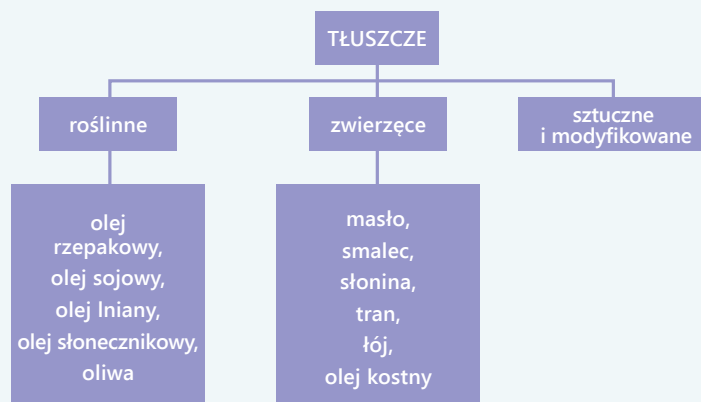 TŁUSZCZE
roślinne
zwierzęce
sztuczne
i modyfikowane
olej
rzepakowy,
olej sojowy,
olej lniany,
olej słonecznikowy,
oliwa
masło,
smalec,
słonina,
tran,
łój,
olej kostny